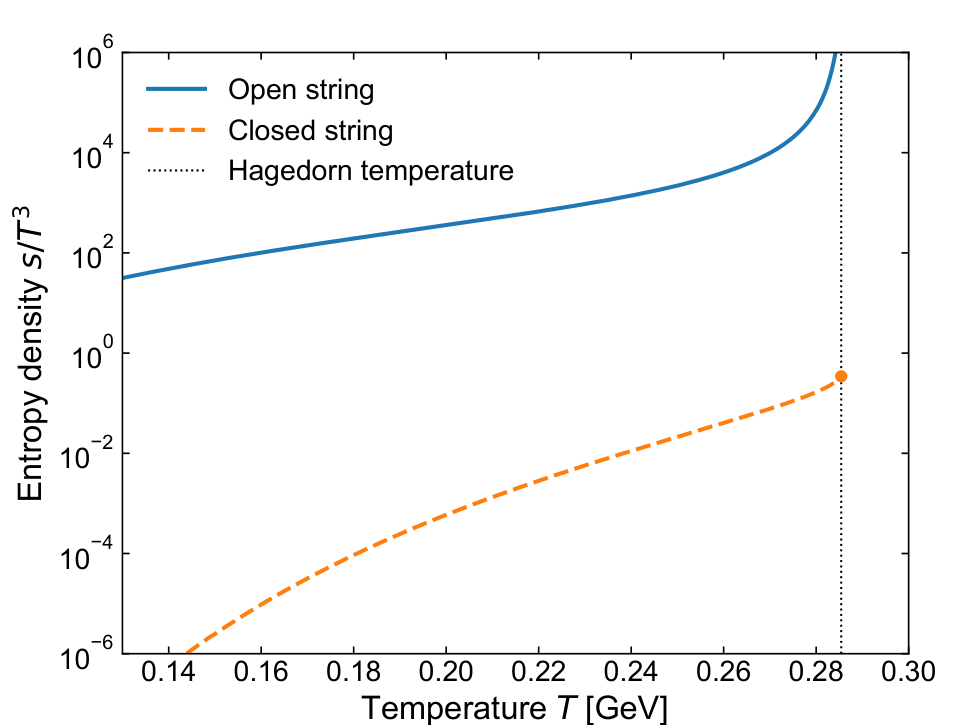 Open string
Closed string
Hagedorn temperature
10^6
10^4
10^2
10^0
10^−2
10^−4
10^−6
Entropy density s/T^3
0.14 0.16 0.18 0.20 0.22 0.24 0.26 0.28 0.30
Temperature T [GeV]